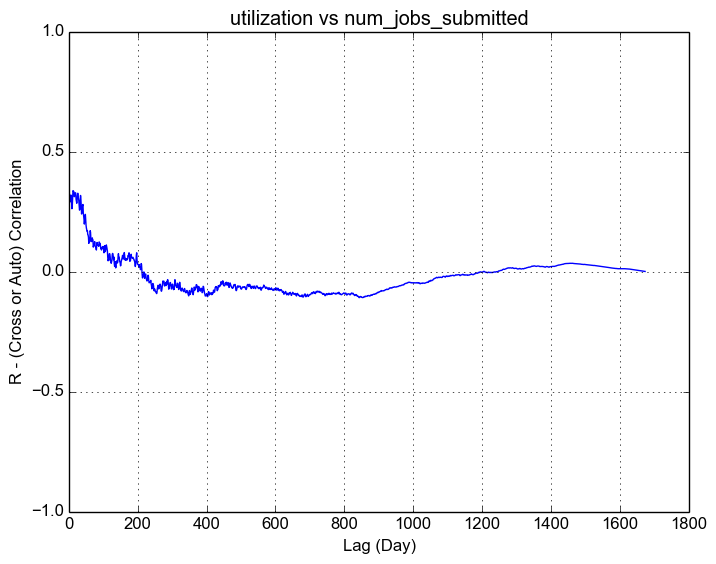 utilization vs num_jobs_submitted
1.0
0.5
0.0
−0.5
−1.0
R - (Cross or Auto) Correlation
0 200 400 600 800 1000 1200 1400 1600 1800
Lag (Day)